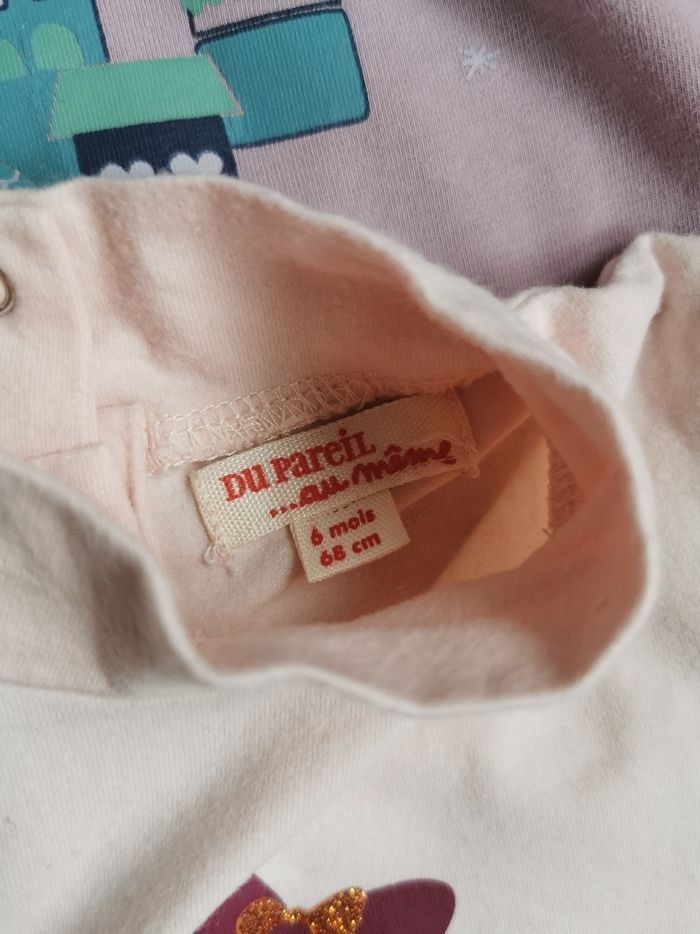 DU PAREIL
...au même
6 mois
68 cm